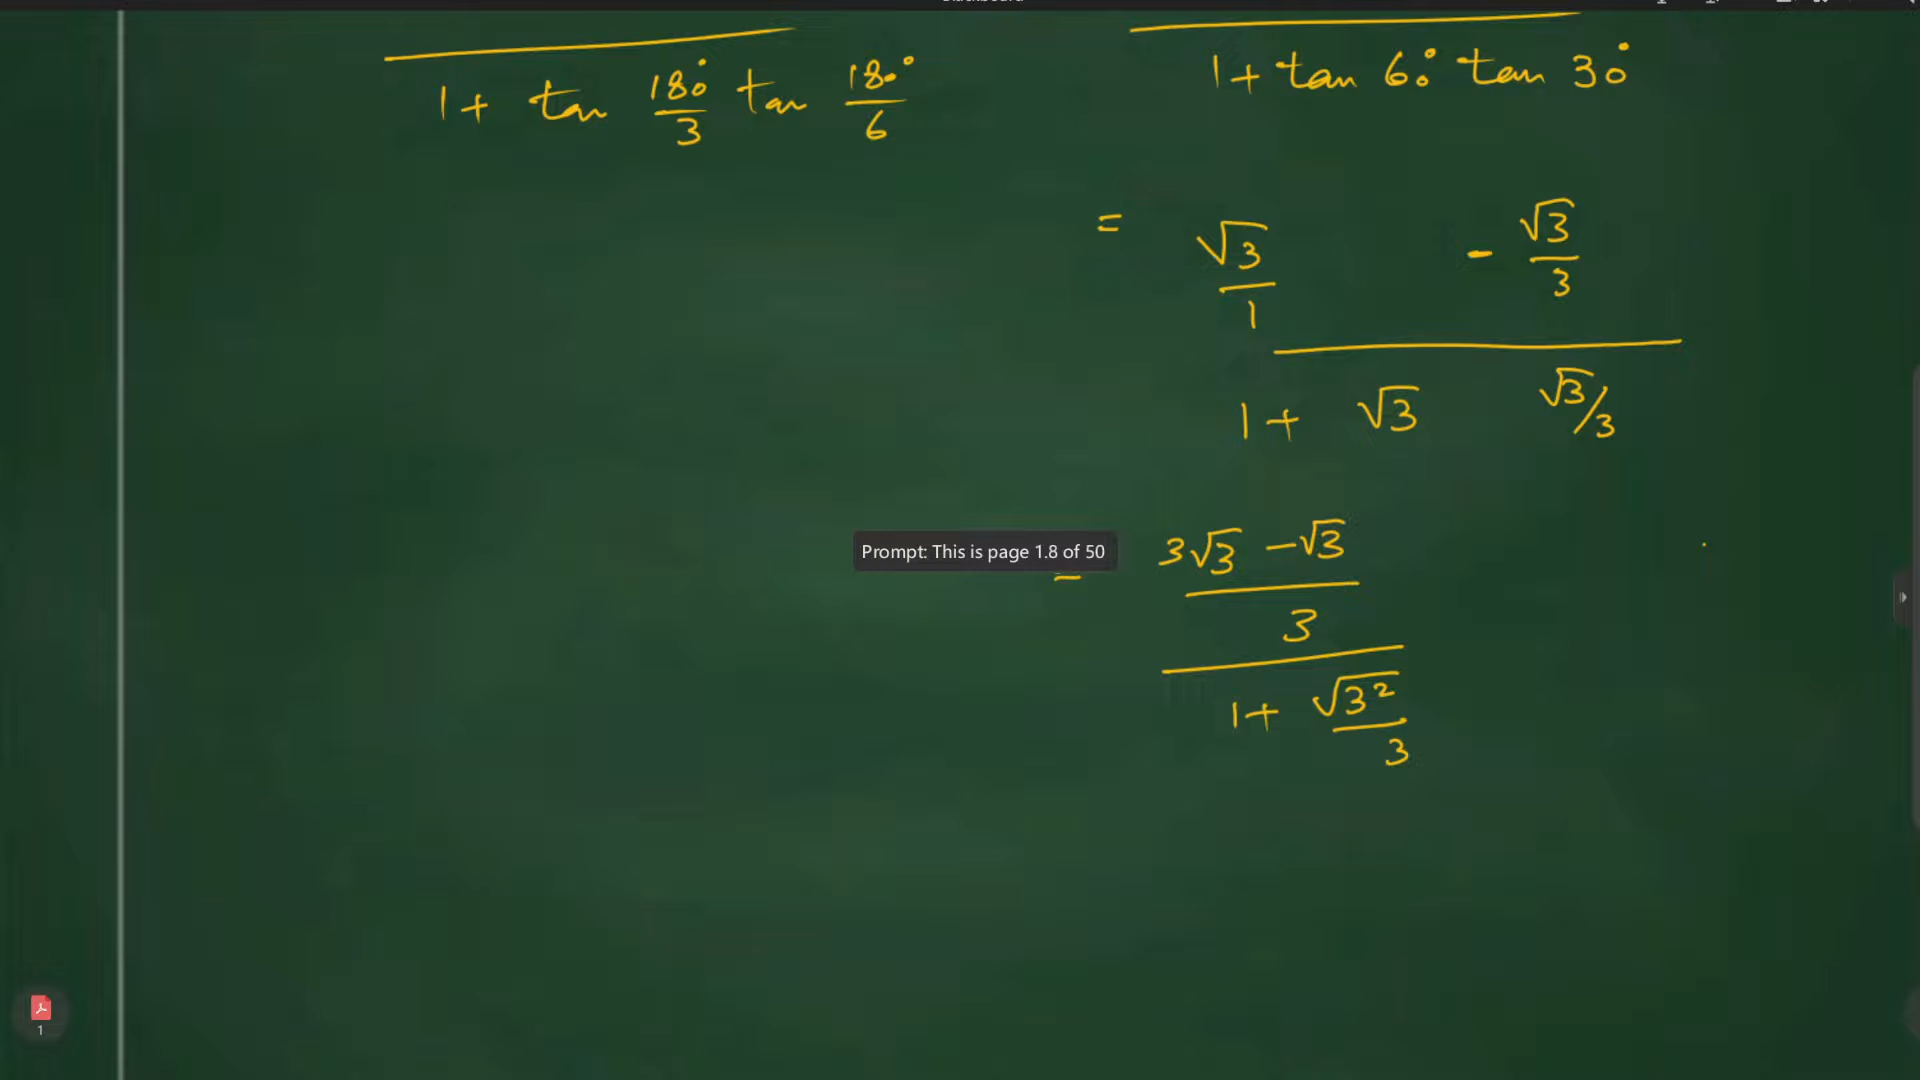 1 + tan 180°/3 tan 180°/6
1 + tan 60° tan 30°
= √3/1 - √3/3
1 + √3 √3/3
Prompt: This is page 1.8 of 50
= 3√3 - √3
3
1 + √3²/3
1